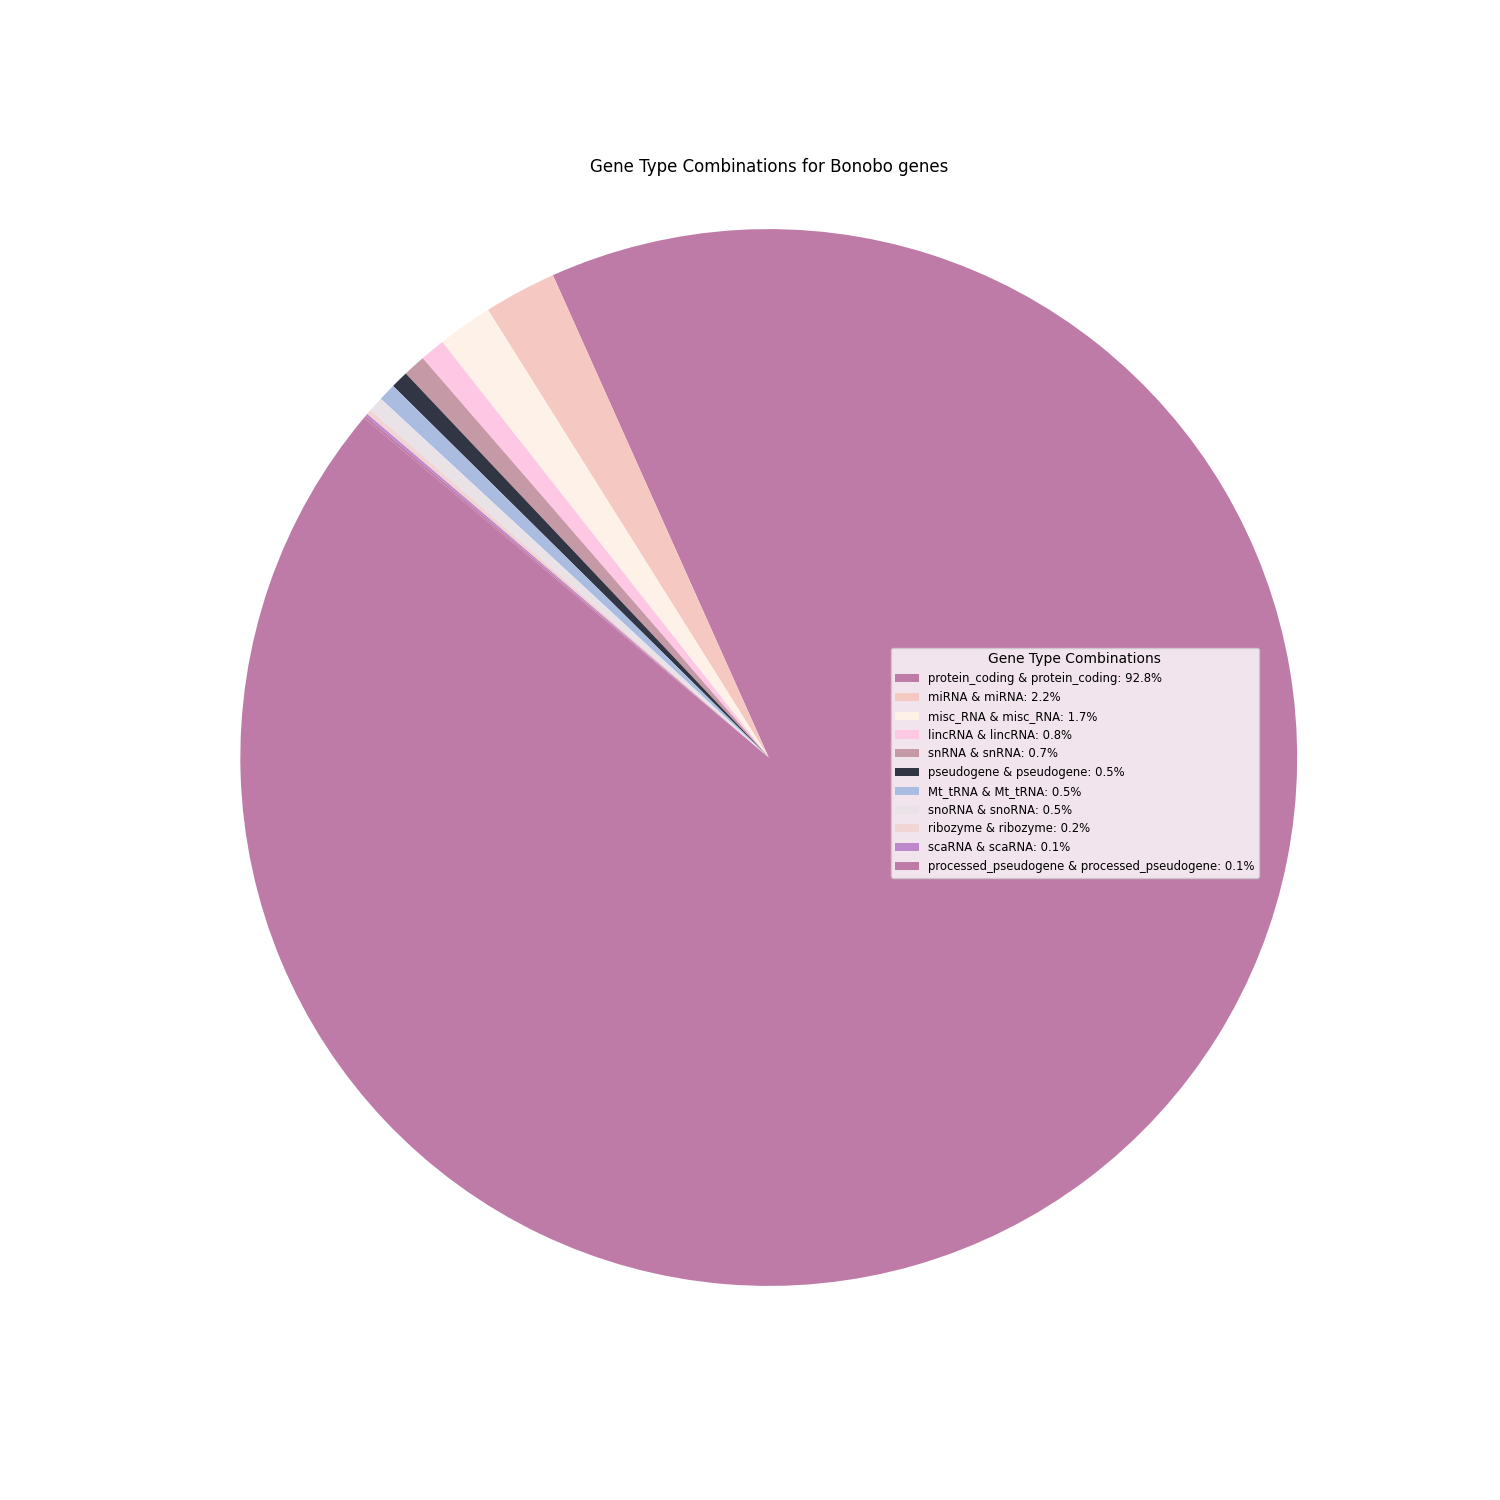 Gene Type Combinations for Bonobo genes
Gene Type Combinations
protein_coding & protein_coding: 92.8%
miRNA & miRNA: 2.2%
misc_RNA & misc_RNA: 1.7%
lincRNA & lincRNA: 0.8%
snRNA & snRNA: 0.7%
pseudogene & pseudogene: 0.5%
Mt_tRNA & Mt_tRNA: 0.5%
snoRNA & snoRNA: 0.5%
ribozyme & ribozyme: 0.2%
scaRNA & scaRNA: 0.1%
processed_pseudogene & processed_pseudogene: 0.1%